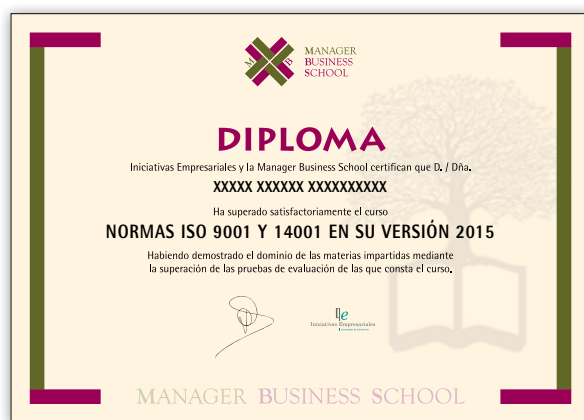 M B
MANAGER
BUSINESS
SCHOOL
DIPLOMA
Iniciativas Empresariales y la Manager Business School certifican que D. / Dña.
XXXXX XXXXXX XXXXXXXXXX
Ha superado satisfactoriamente el curso
NORMAS ISO 9001 Y 14001 EN SU VERSIÓN 2015
Habiendo demostrado el dominio de las materias impartidas mediante
la superación de las pruebas de evaluación de las que consta el curso.
Iniciativas Empresariales
MANAGER BUSINESS SCHOOL